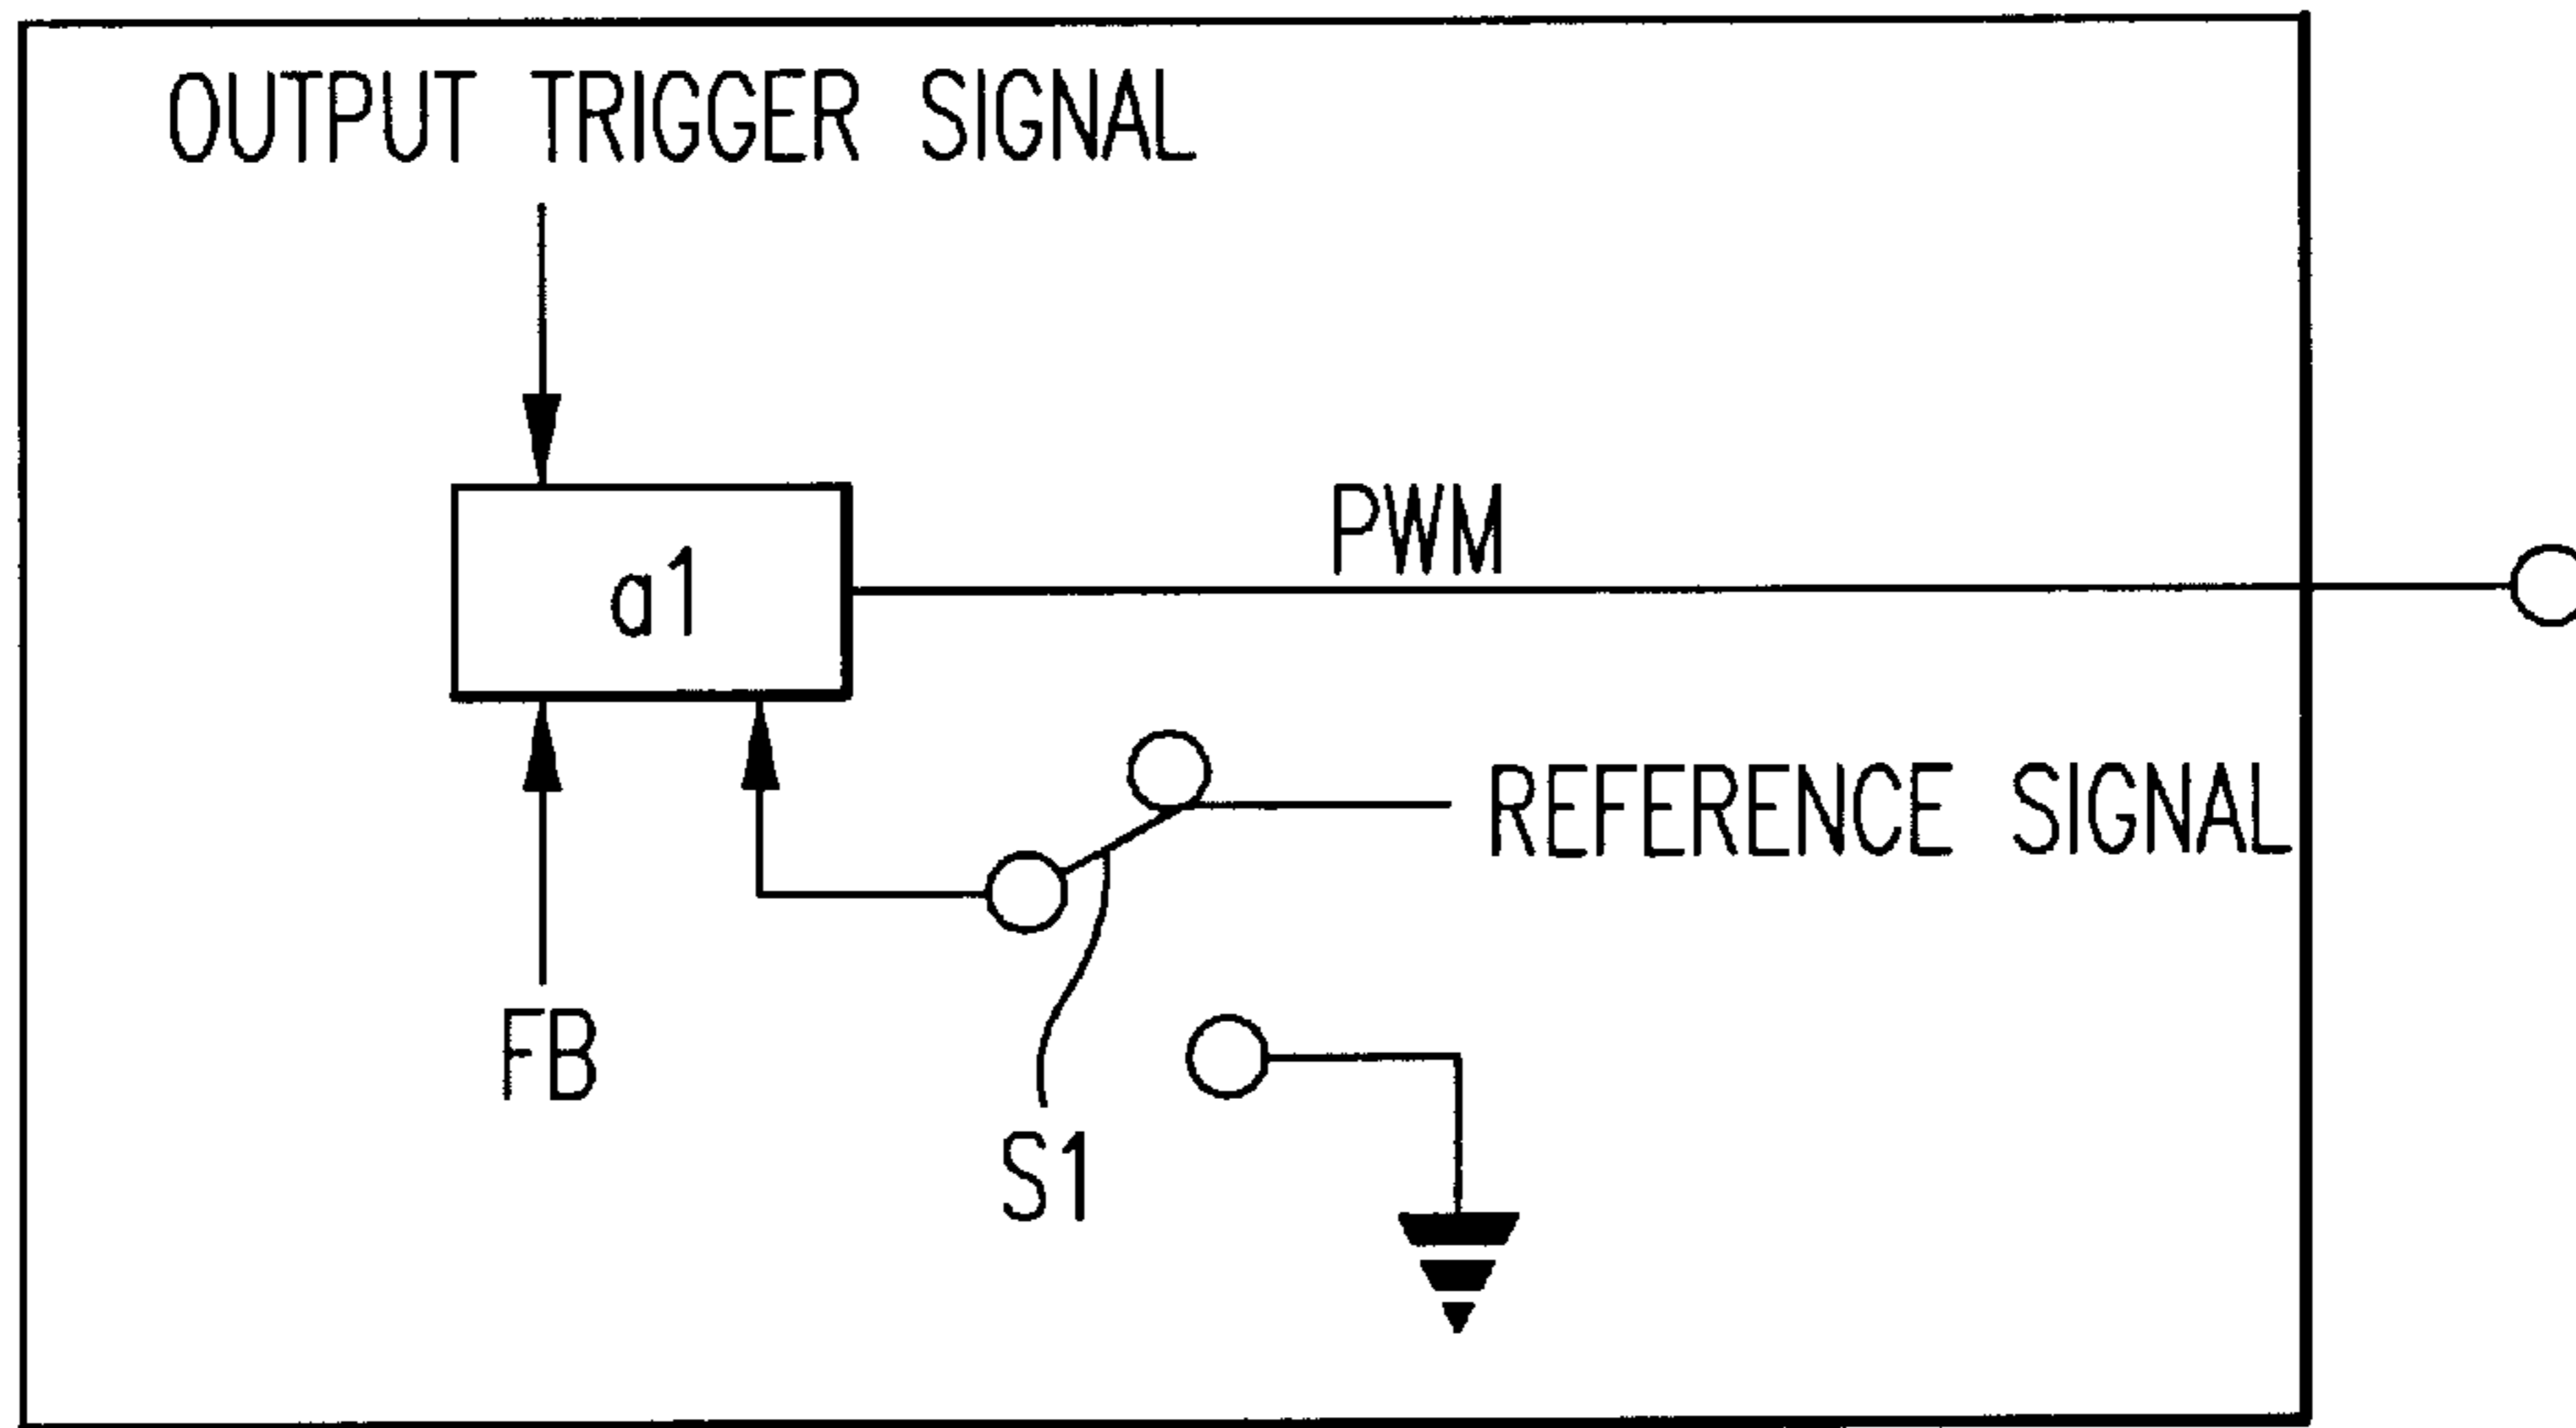 OUTPUT TRIGGER SIGNAL
PWM
a1
REFERENCE SIGNAL
FB
S1